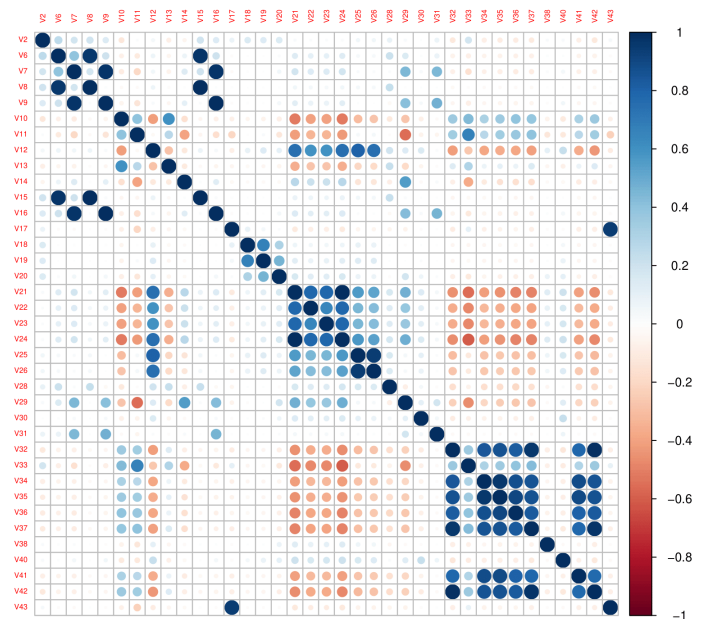 V2 V6 V7 V8 V9 V10 V11 V12 V13 V14 V15 V16 V17 V18 V19 V20 V21 V22 V23 V24 V25 V26 V28 V29 V30 V31 V32 V33 V34 V35 V36 V37 V38 V40 V41 V42 V43
V2
V6
V7
V8
V9
V10
V11
V12
V13
V14
V15
V16
V17
V18
V19
V20
V21
V22
V23
V24
V25
V26
V28
V29
V30
V31
V32
V33
V34
V35
V36
V37
V38
V40
V41
V42
V43
1
0.8
0.6
0.4
0.2
0
−0.2
−0.4
−0.6
−0.8
−1